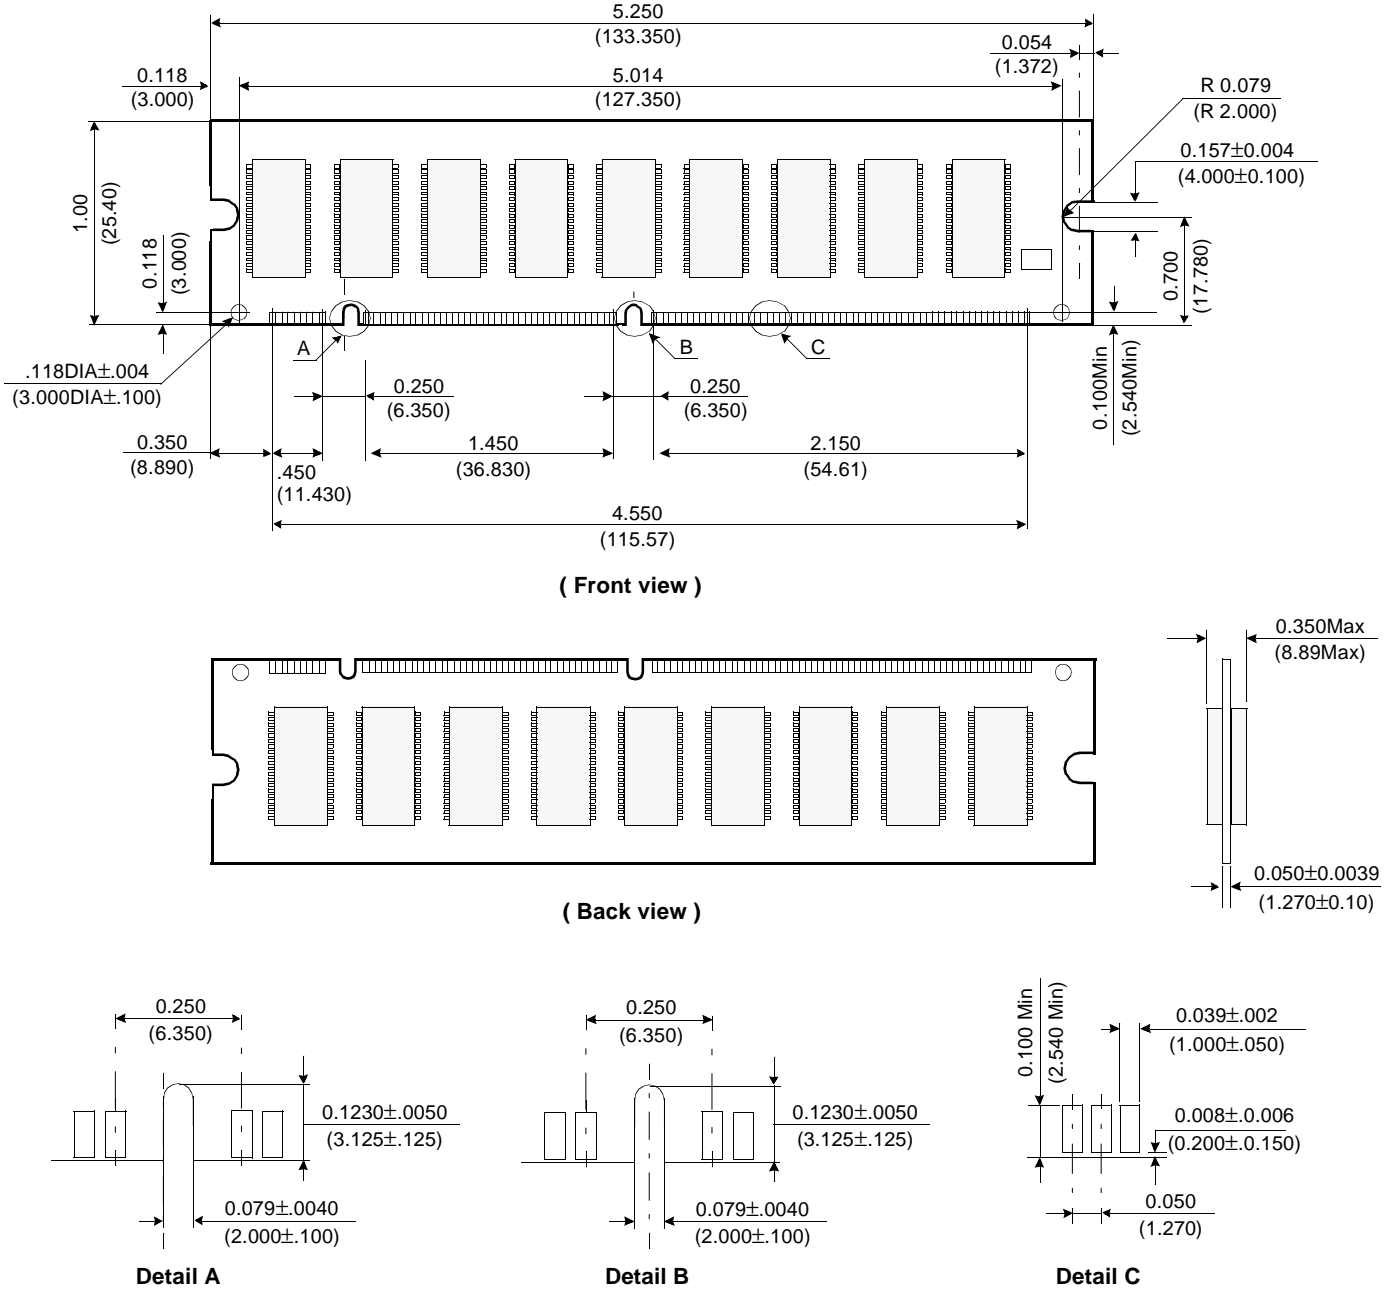 5.250
(133.350)
0.054
(1.372)
0.118
(3.000)
5.014
(127.350)
R 0.079
(R 2.000)
0.157±0.004
(4.000±0.100)
1.00
(25.40)
0.118
(3.000)
0.700
(17.780)
A
B
C
.118DIA±.004
(3.000DIA±.100)
0.250
(6.350)
0.250
(6.350)
0.100Min
(2.540Min)
0.350
(8.890)
.450
(11.430)
1.450
(36.830)
2.150
(54.61)
4.550
(115.57)
( Front view )
0.350Max
(8.89Max)
0.050±0.0039
(1.270±0.10)
( Back view )
0.250
(6.350)
0.1230±.0050
(3.125±.125)
0.079±.0040
(2.000±.100)
Detail A
0.250
(6.350)
0.1230±.0050
(3.125±.125)
0.079±.0040
(2.000±.100)
Detail B
0.100 Min
(2.540 Min)
0.039±.002
(1.000±.050)
0.008±.0.006
(0.200±.0.150)
0.050
(1.270)
Detail C